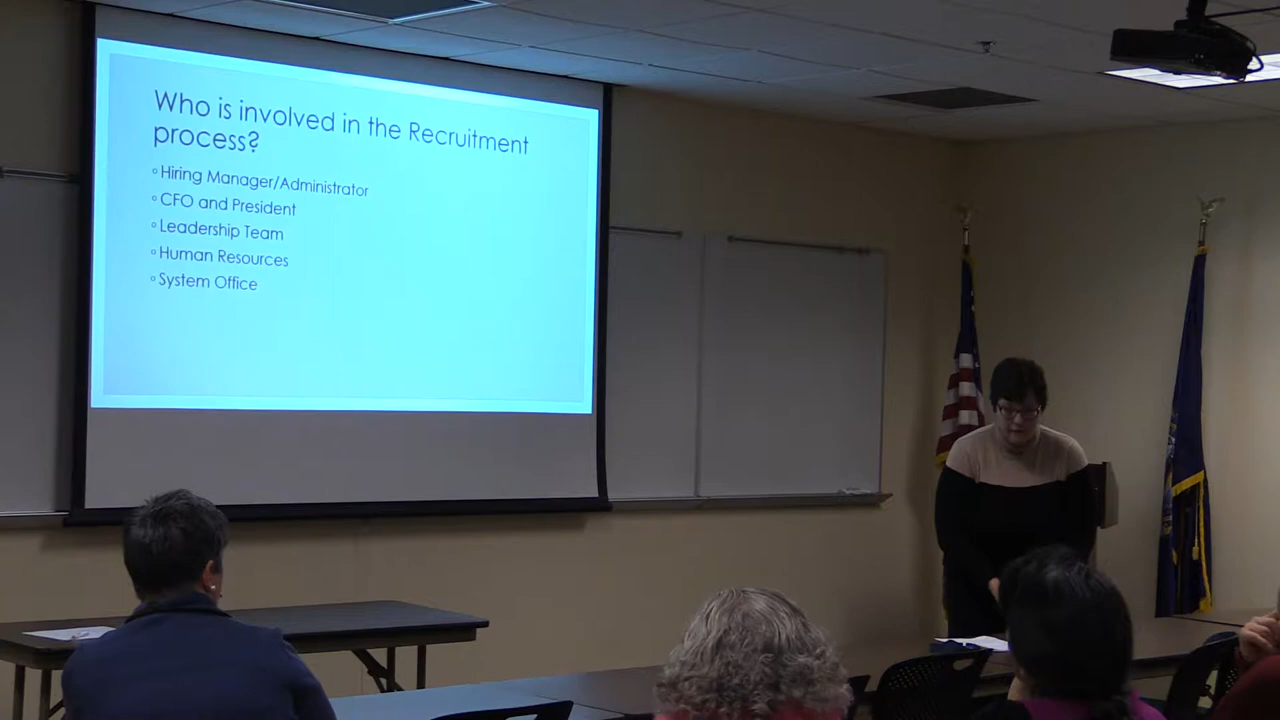 Who is involved in the Recruitment
process?
◦ Hiring Manager/Administrator
◦ CFO and President
◦ Leadership Team
◦ Human Resources
◦ System Office